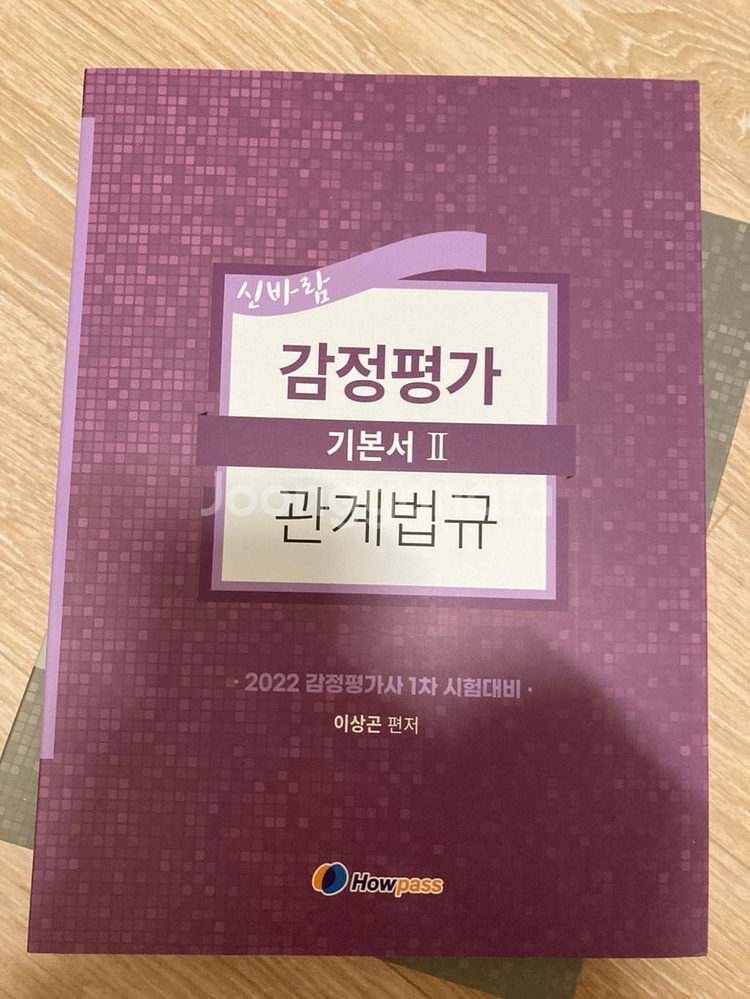 신바람
감정평가
기본서 Ⅱ
Joongonara
관계법규
· 2022 감정평가사 1차 시험대비 ·
이상곤 편저
Howpass